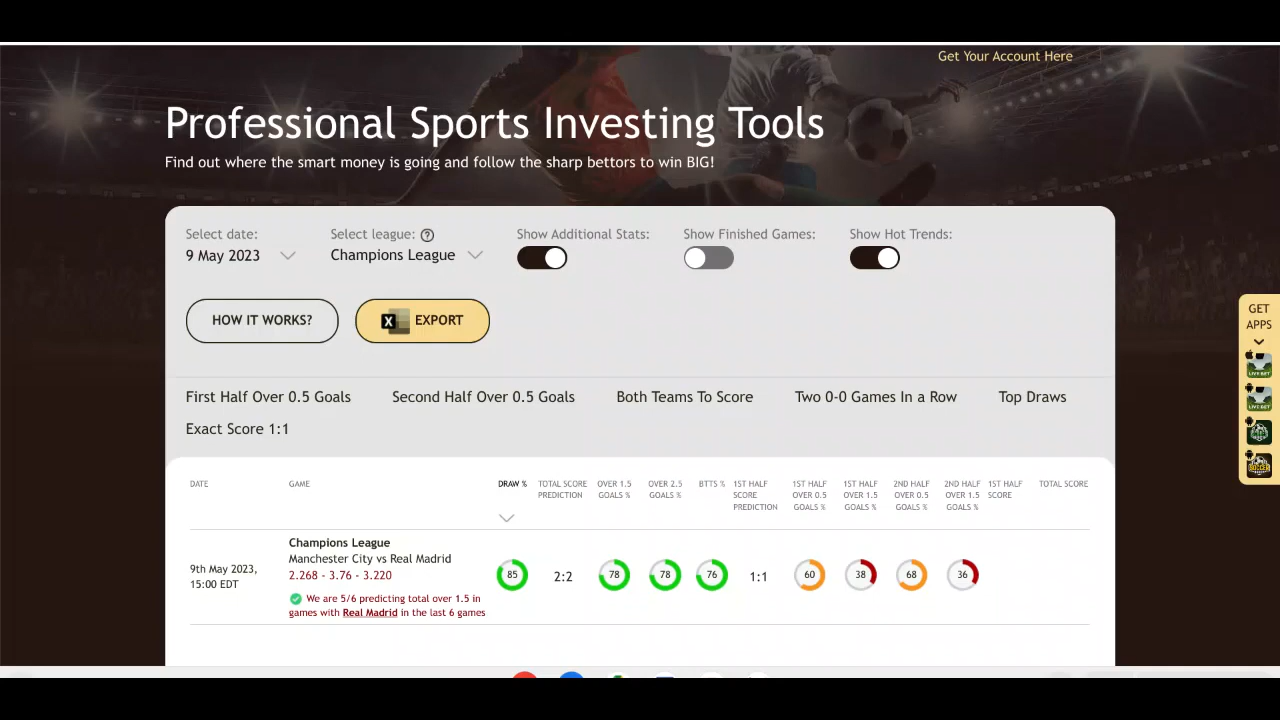 Get Your Account Here
Professional Sports Investing Tools
Find out where the smart money is going and follow the sharp bettors to win BIG!
Select date:
9 May 2023
Select league: ?
Champions League
Show Additional Stats:
Show Finished Games:
Show Hot Trends:
HOW IT WORKS?
X EXPORT
GET
APPS
LIVE BET
LIVE BET
First Half Over 0.5 Goals
Second Half Over 0.5 Goals
Both Teams To Score
Two 0-0 Games In a Row
Top Draws
Exact Score 1:1
DATE
GAME
DRAW %
TOTAL SCORE
PREDICTION
OVER 1.5
GOALS %
OVER 2.5
GOALS %
BTTS %
1ST HALF
SCORE
PREDICTION
1ST HALF
OVER 0.5
GOALS %
1ST HALF
OVER 1.5
GOALS %
2ND HALF
OVER 0.5
GOALS %
2ND HALF
OVER 1.5
GOALS %
1ST HALF
SCORE
TOTAL SCORE
9th May 2023,
15:00 EDT
Champions League
Manchester City vs Real Madrid
2.268 - 3.76 - 3.220
We are 5/6 predicting total over 1.5 in
games with Real Madrid in the last 6 games
85
2:2
78
78
76
1:1
60
38
68
36